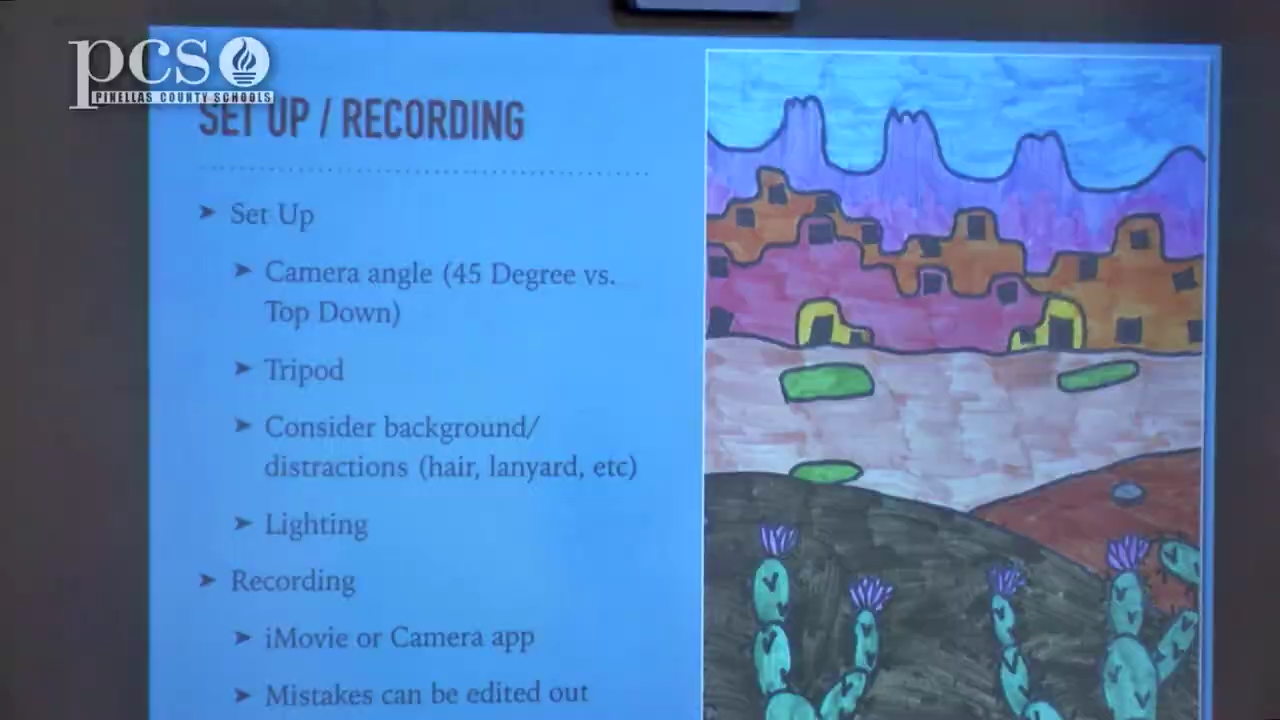 pcs
PINELLAS COUNTY SCHOOLS
SET UP / RECORDING
➤ Set Up
➤ Camera angle (45 Degree vs.
Top Down)
➤ Tripod
➤ Consider background/
distractions (hair, lanyard, etc)
➤ Lighting
➤ Recording
➤ iMovie or Camera app
➤ Mistakes can be edited out